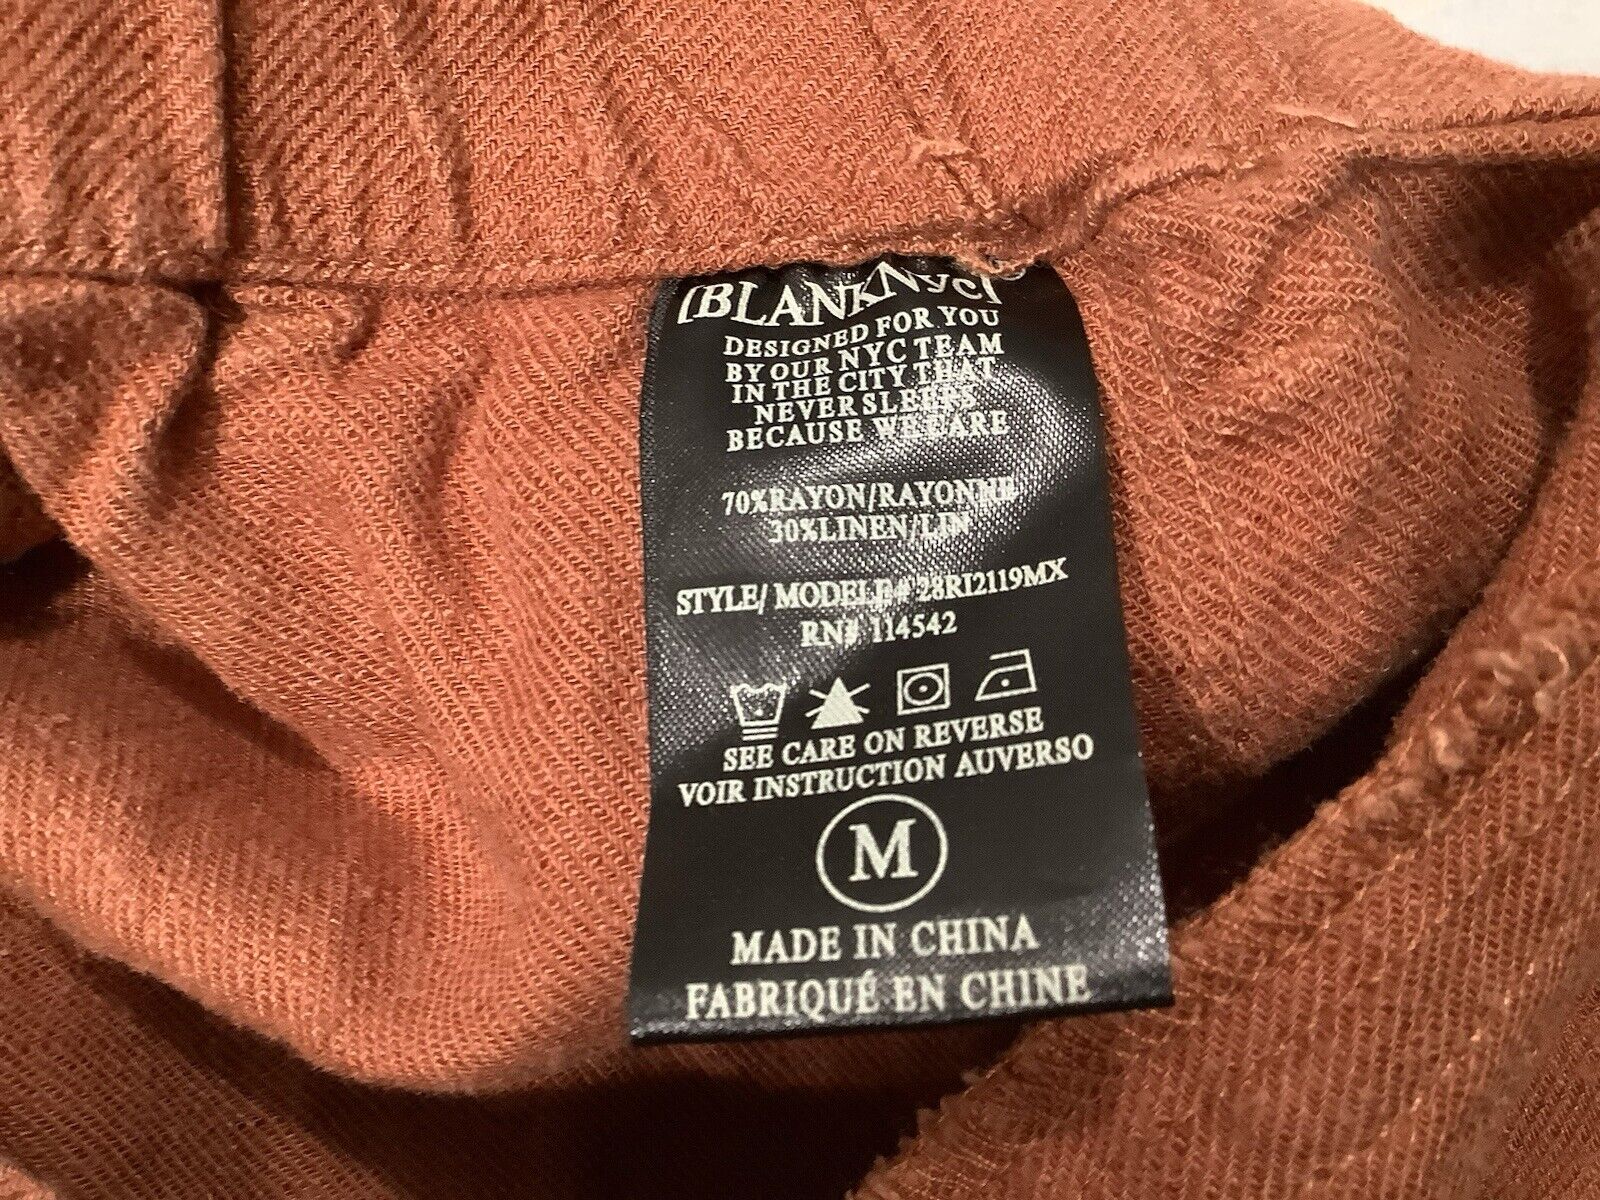 [BLANKNYC]
DESIGNED FOR YOU
BY OUR NYC TEAM
IN THE CITY THAT
NEVER SLEEPS
BECAUSE WE CARE
70%RAYON/RAYONNE
30%LINEN/LIN
STYLE/ MODELE# 28RI2119MX
RN# 114542
SEE CARE ON REVERSE
VOIR INSTRUCTION AUVERSO
M
MADE IN CHINA
FABRIQUÉ EN CHINE